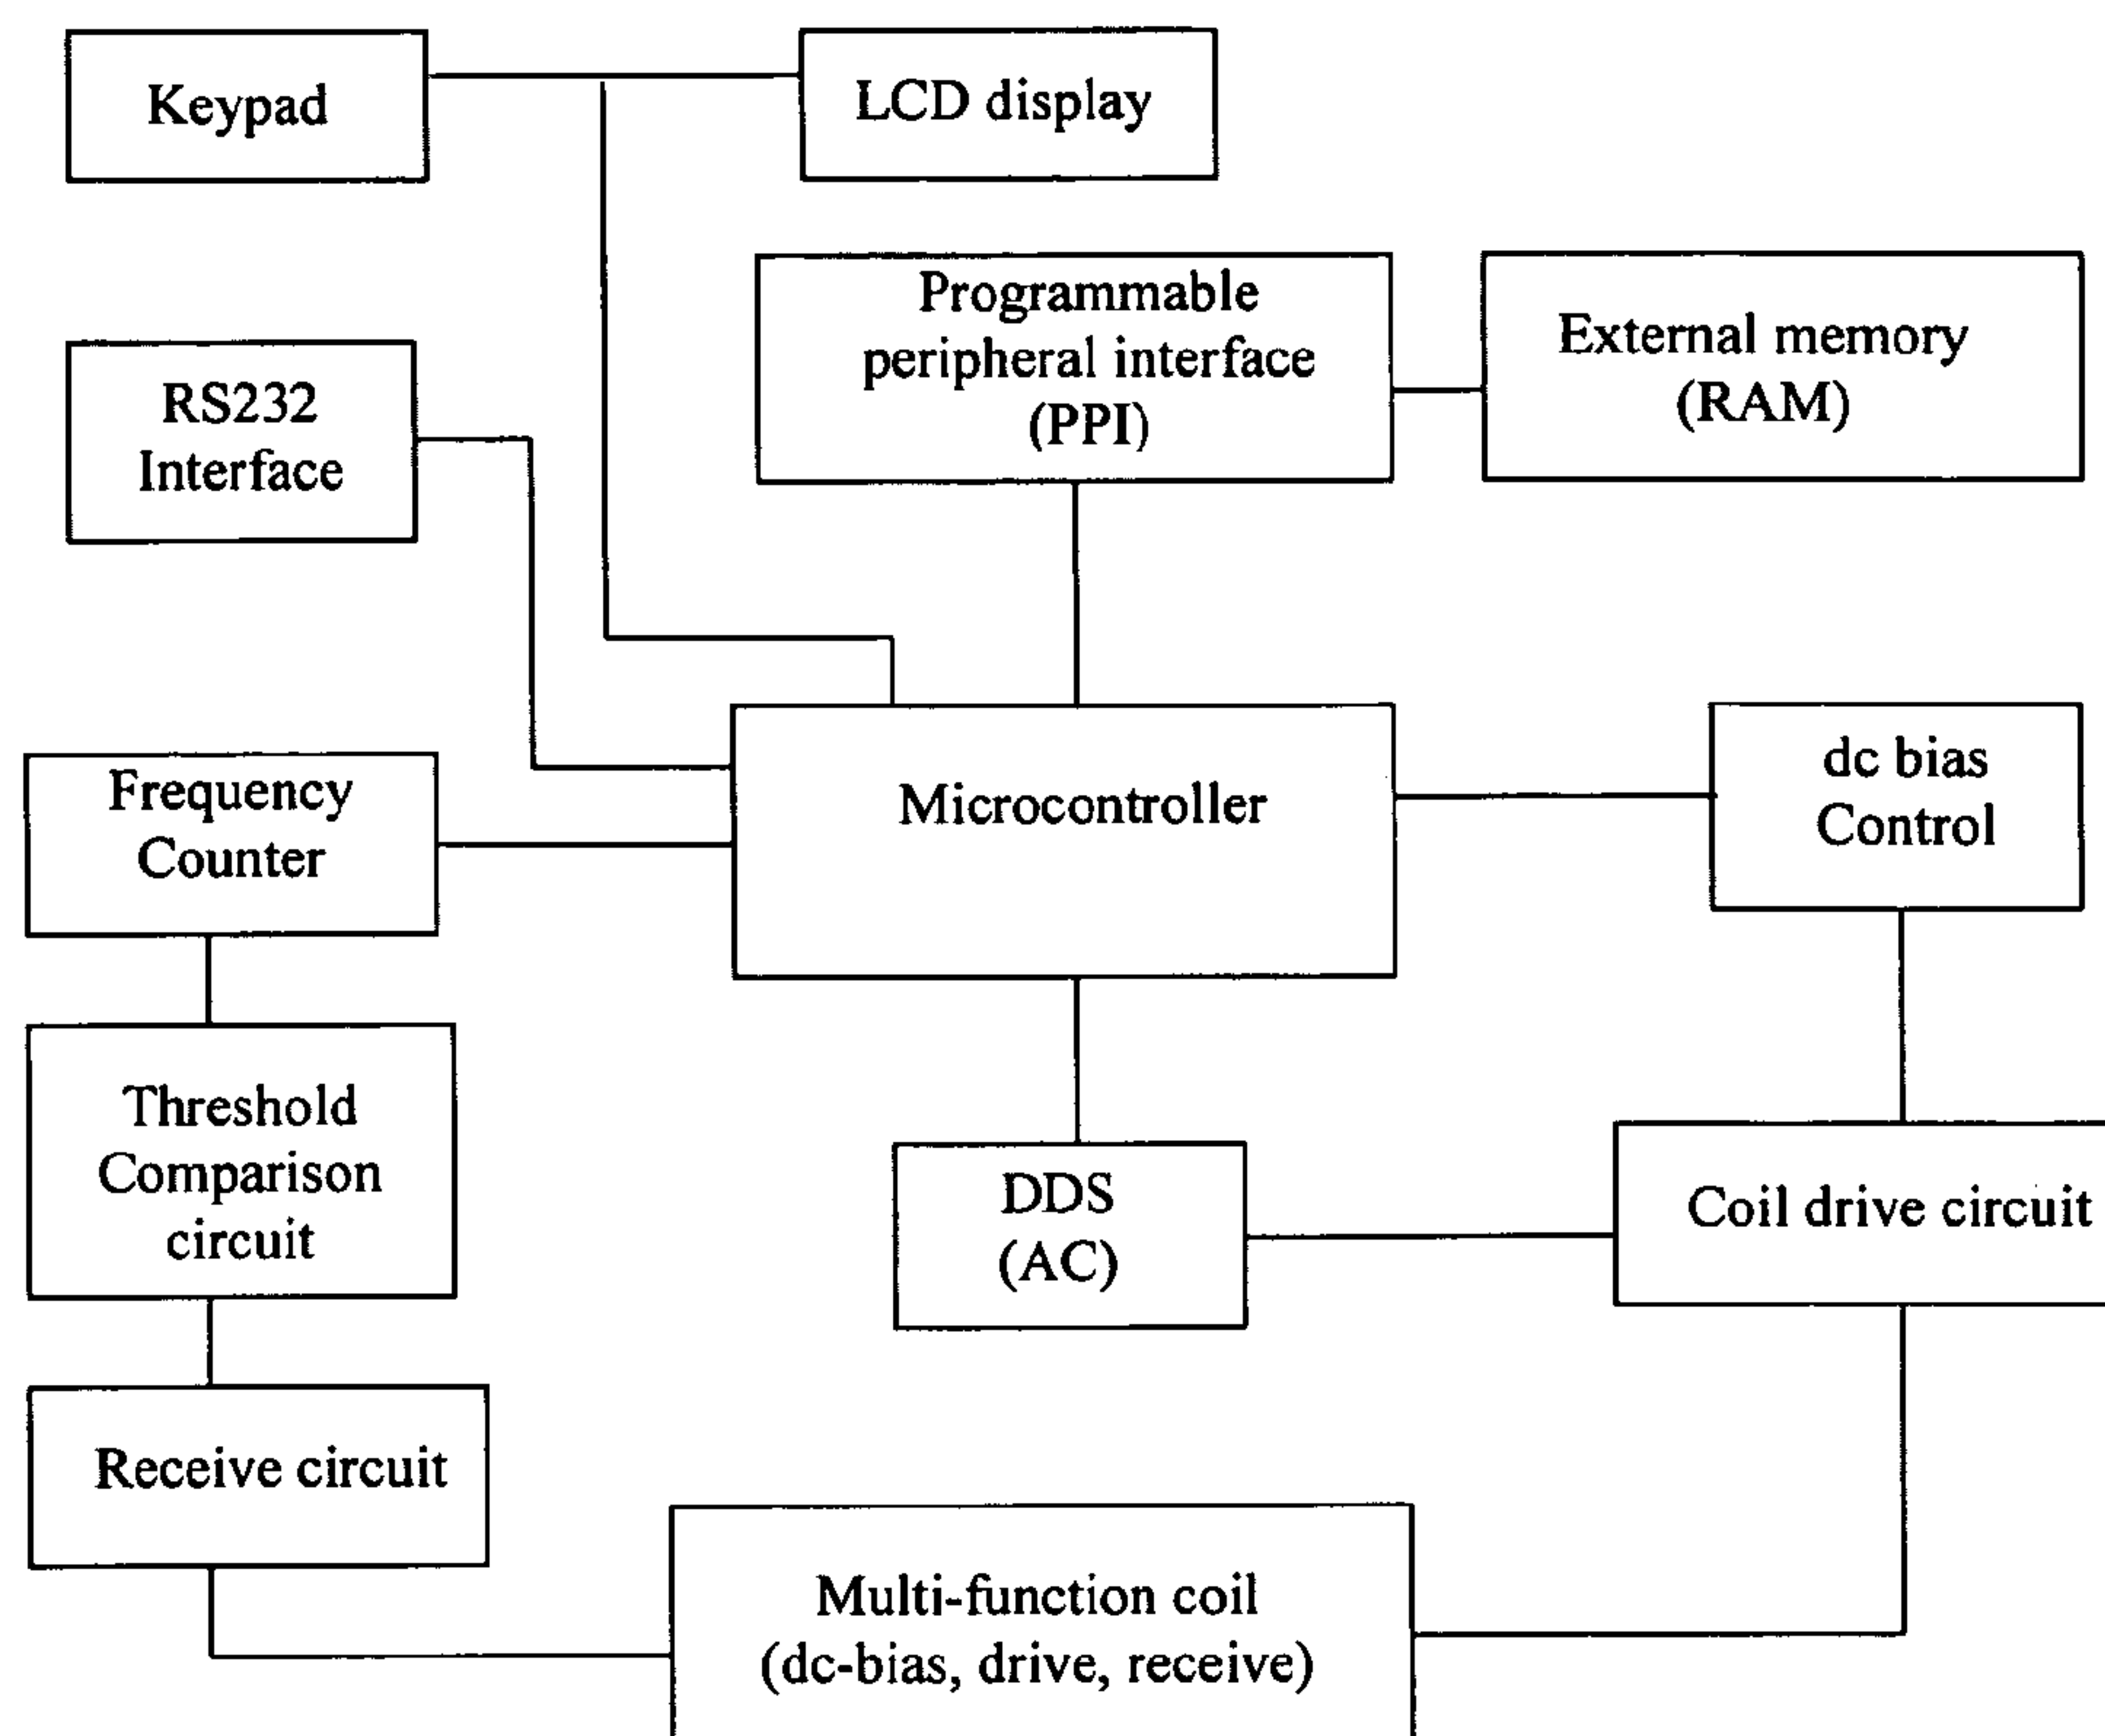 Keypad
LCD display
Programmable
peripheral interface
(PPI)
External memory
(RAM)
RS232
Interface
Frequency
Counter
Microcontroller
dc bias
Control
Threshold
Comparison
circuit
DDS
(AC)
Coil drive circuit
Receive circuit
Multi-function coil
(dc-bias, drive, receive)